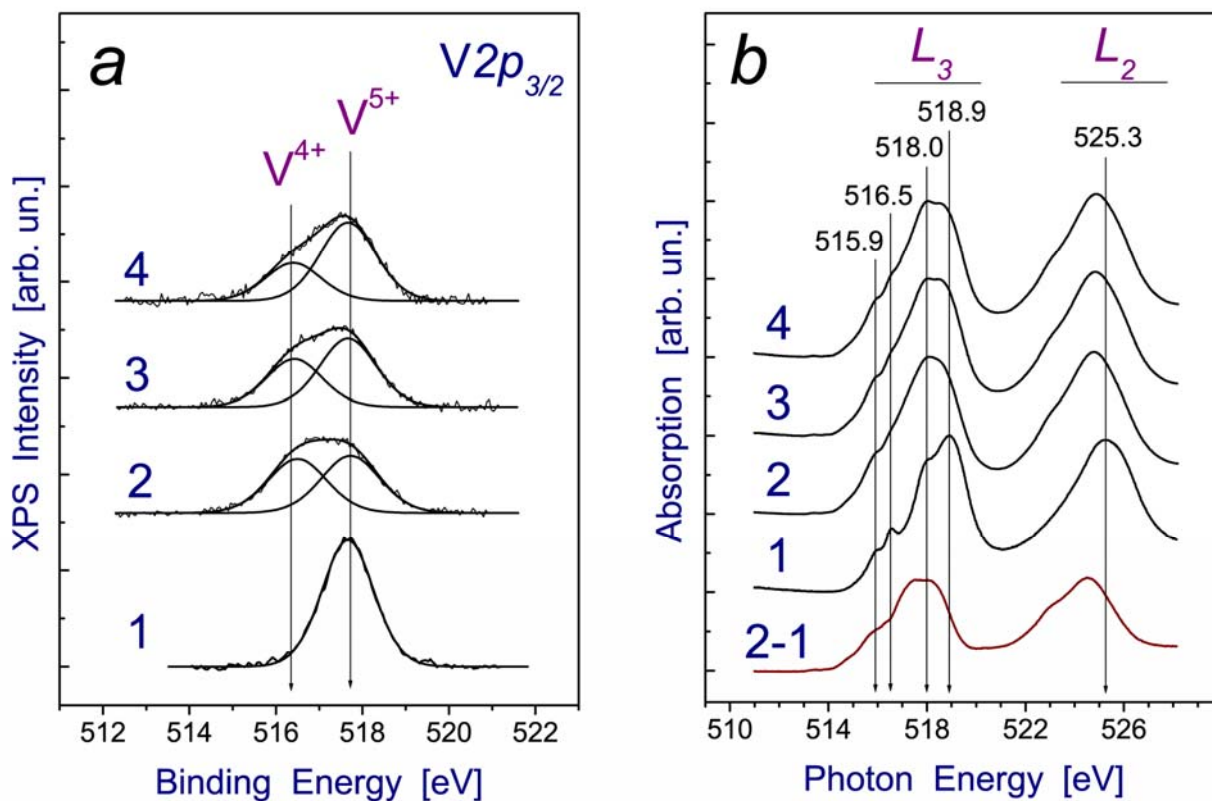 a
V2p3/2
V5+
V4+
4
3
2
1
XPS Intensity [arb. un.]
512 514 516 518 520 522
Binding Energy [eV]
b
L3
L2
518.9
518.0
525.3
516.5
515.9
4
3
2
1
2-1
Absorption [arb. un.]
510 514 518 522 526
Photon Energy [eV]